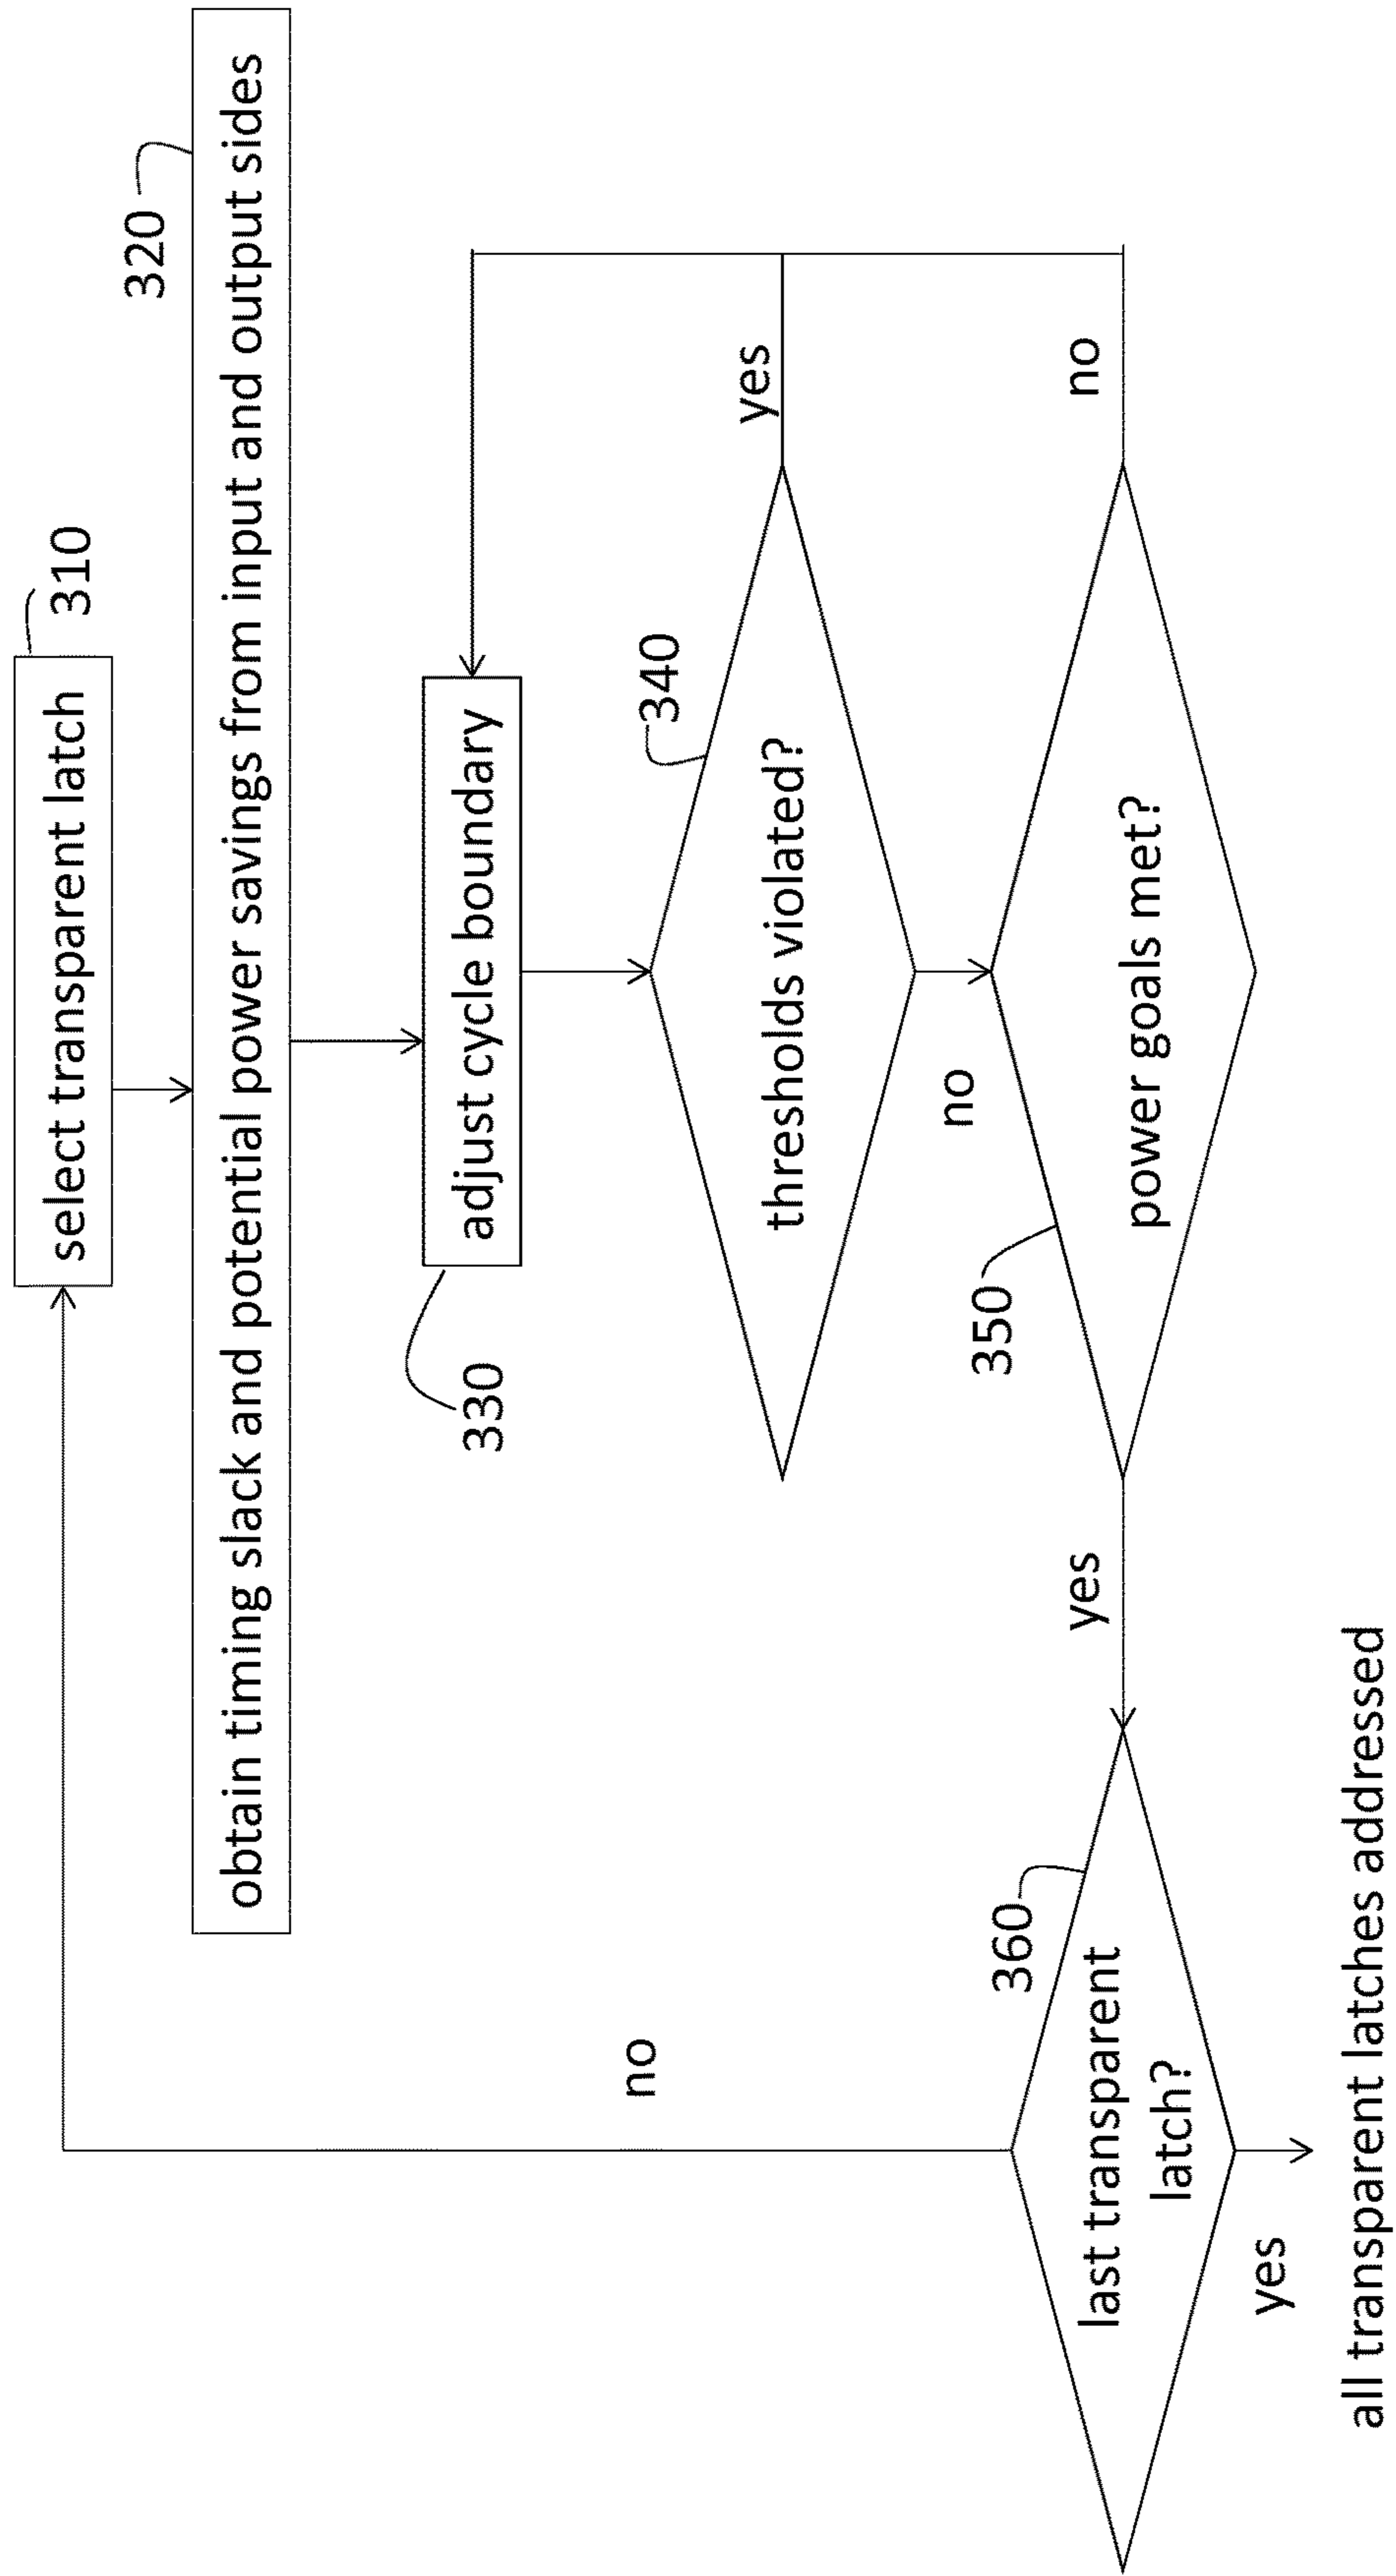 select transparent latch
310
320
obtain timing slack and potential power savings from input and output sides
adjust cycle boundary
330
340
thresholds violated?
yes
no
350
power goals met?
no
yes
360
last transparent
latch?
no
yes
all transparent latches addressed